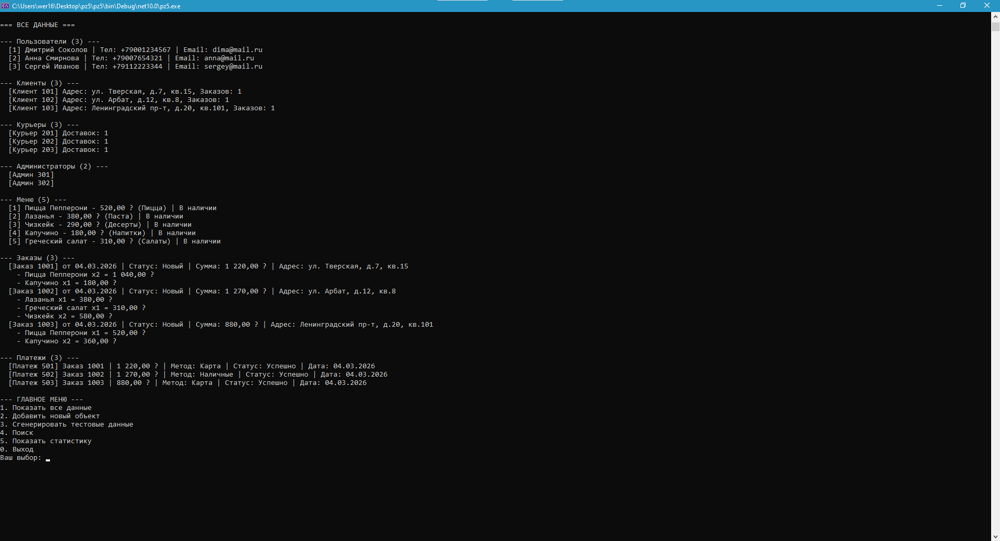 C:\Users\wer16\Desktop\pz5\pz5\bin\Debug\net10.0\pz5.exe
=== ВСЕ ДАННЫЕ ===
--- Пользователи (3) ---
[1] Дмитрий Соколов | Тел: +79001234567 | Email: dima@mail.ru
[2] Анна Смирнова | Тел: +79007654321 | Email: anna@mail.ru
[3] Сергей Иванов | Тел: +79112223344 | Email: sergey@mail.ru
--- Клиенты (3) ---
[Клиент 101] Адрес: ул. Тверская, д.7, кв.15, Заказов: 1
[Клиент 102] Адрес: ул. Арбат, д.12, кв.8, Заказов: 1
[Клиент 103] Адрес: Ленинградский пр-т, д.20, кв.101, Заказов: 1
--- Курьеры (3) ---
[Курьер 201] Доставок: 1
[Курьер 202] Доставок: 1
[Курьер 203] Доставок: 1
--- Администраторы (2) ---
[Админ 301]
[Админ 302]
--- Меню (5) ---
[1] Пицца Пепперони - 520,00 ? (Пицца) | В наличии
[2] Лазанья - 380,00 ? (Паста) | В наличии
[3] Чизкейк - 290,00 ? (Десерты) | В наличии
[4] Капучино - 180,00 ? (Напитки) | В наличии
[5] Греческий салат - 310,00 ? (Салаты) | В наличии
--- Заказы (3) ---
[Заказ 1001] от 04.03.2026 | Статус: Новый | Сумма: 1 220,00 ? | Адрес: ул. Тверская, д.7, кв.15
- Пицца Пепперони x2 = 1 040,00 ?
- Капучино x1 = 180,00 ?
[Заказ 1002] от 04.03.2026 | Статус: Новый | Сумма: 1 270,00 ? | Адрес: ул. Арбат, д.12, кв.8
- Лазанья x1 = 380,00 ?
- Греческий салат x1 = 310,00 ?
- Чизкейк x2 = 580,00 ?
[Заказ 1003] от 04.03.2026 | Статус: Новый | Сумма: 880,00 ? | Адрес: Ленинградский пр-т, д.20, кв.101
- Пицца Пепперони x1 = 520,00 ?
- Капучино x2 = 360,00 ?
--- Платежи (3) ---
[Платеж 501] Заказ 1001 | 1 220,00 ? | Метод: Карта | Статус: Успешно | Дата: 04.03.2026
[Платеж 502] Заказ 1002 | 1 270,00 ? | Метод: Наличные | Статус: Успешно | Дата: 04.03.2026
[Платеж 503] Заказ 1003 | 880,00 ? | Метод: Карта | Статус: Успешно | Дата: 04.03.2026
--- ГЛАВНОЕ МЕНЮ ---
1. Показать все данные
2. Добавить новый объект
3. Сгенерировать тестовые данные
4. Поиск
5. Показать статистику
0. Выход
Ваш выбор: